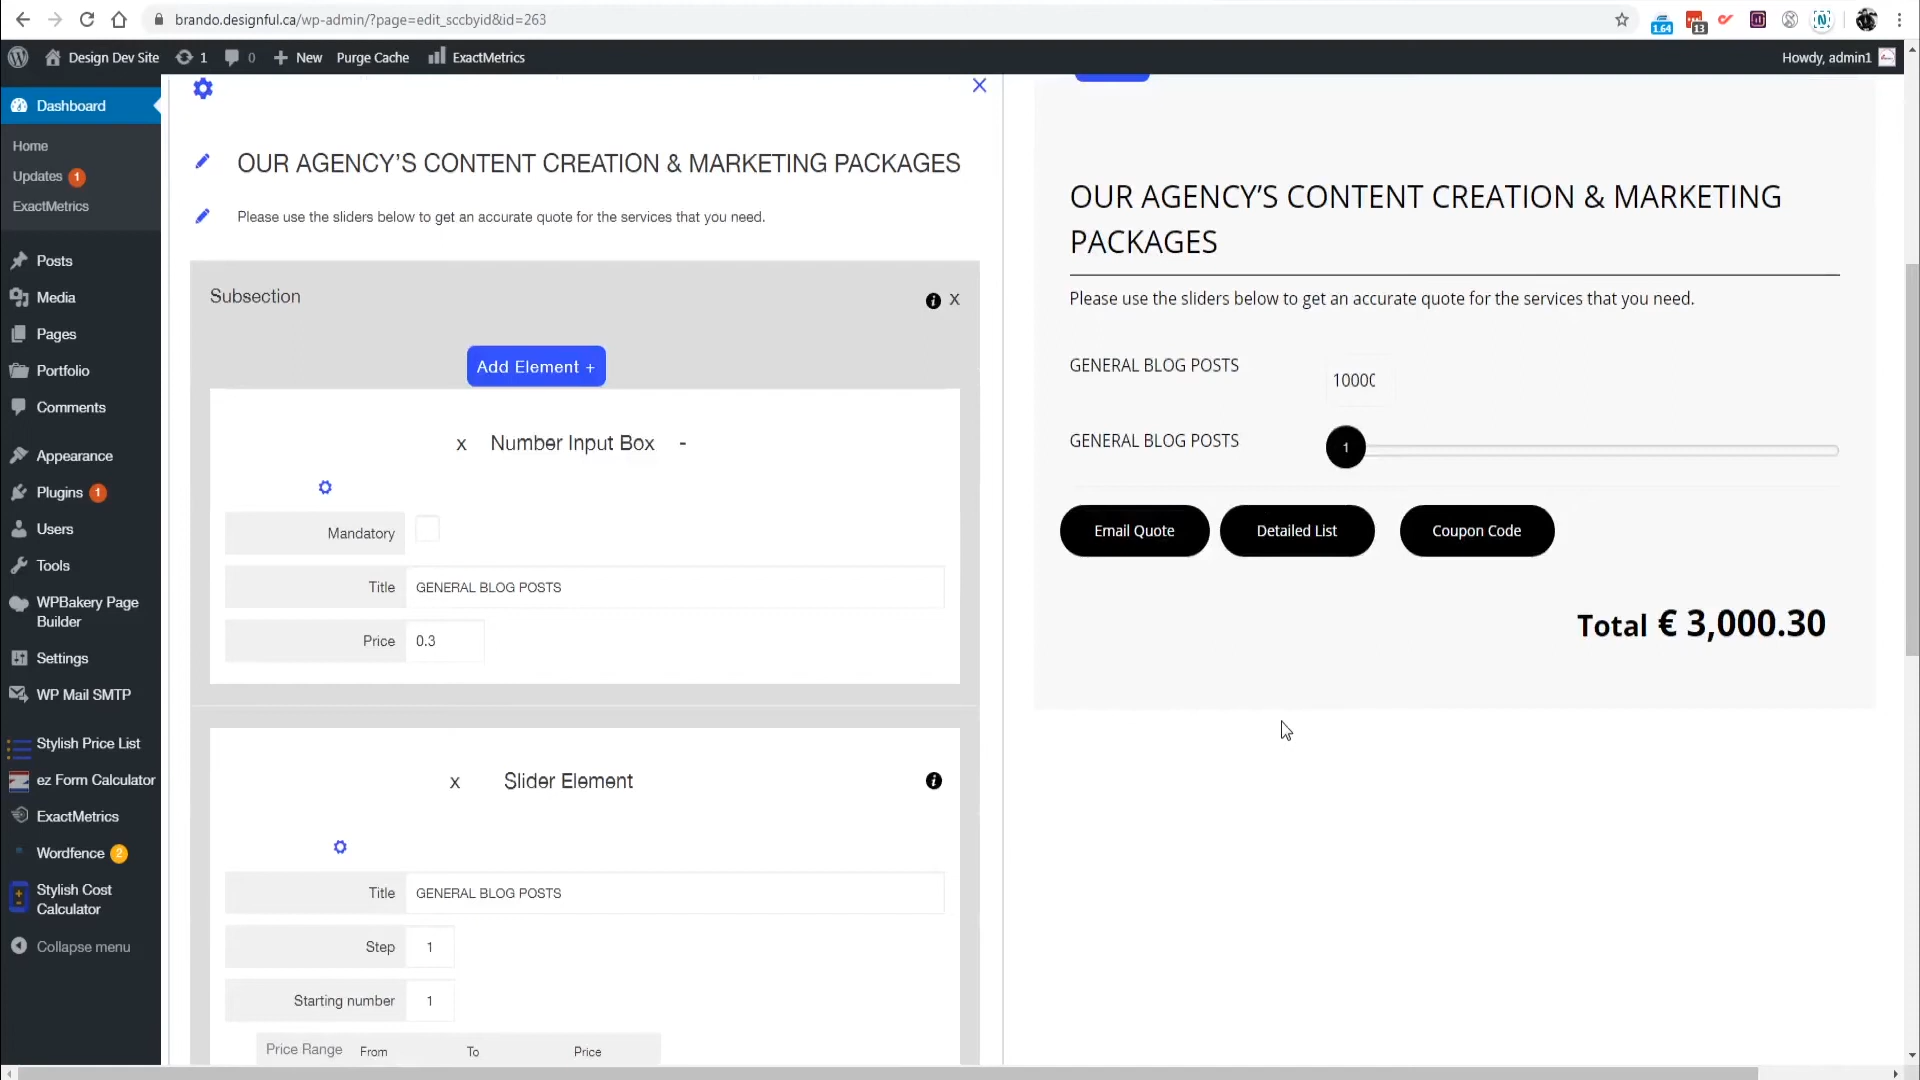 brando.designful.ca/wp-admin/?page=edit_sccbyid&id=263
1.64
13
Design Dev Site
1
0
New
Purge Cache
ExactMetrics
Howdy, admin1
Dashboard
Home
Updates 1
ExactMetrics
Posts
Media
Pages
Portfolio
Comments
Appearance
Plugins 1
Users
Tools
WPBakery Page
Builder
Settings
WP Mail SMTP
Stylish Price List
ez Form Calculator
ExactMetrics
Wordfence 2
Stylish Cost
Calculator
Collapse menu
OUR AGENCY’S CONTENT CREATION & MARKETING PACKAGES
Please use the sliders below to get an accurate quote for the services that you need.
Subsection
X
Add Element +
x Number Input Box -
Mandatory
Title GENERAL BLOG POSTS
Price 0.3
x Slider Element
Title GENERAL BLOG POSTS
Step 1
Starting number 1
Price Range From To Price
OUR AGENCY’S CONTENT CREATION & MARKETING
PACKAGES
Please use the sliders below to get an accurate quote for the services that you need.
GENERAL BLOG POSTS
10000
GENERAL BLOG POSTS
1
Email Quote
Detailed List
Coupon Code
Total € 3,000.30